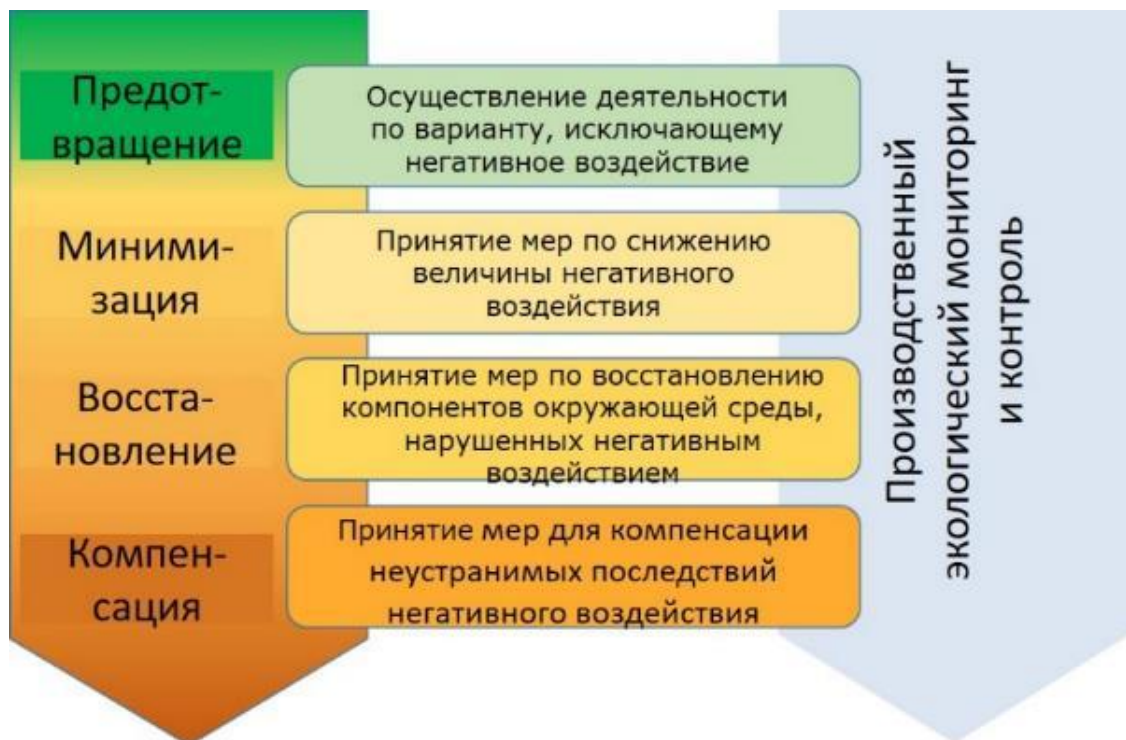 Предот-
вращение
Осуществление деятельности
по варианту, исключающему
негативное воздействие
Миними-
зация
Принятие мер по снижению
величины негативного
воздействия
Восста-
новление
Принятие мер по восстановлению
компонентов окружающей среды,
нарушенных негативным
воздействием
Компен-
сация
Принятие мер для компенсации
неустранимых последствий
негативного воздействия
Производственный
экологический мониторинг
и контроль